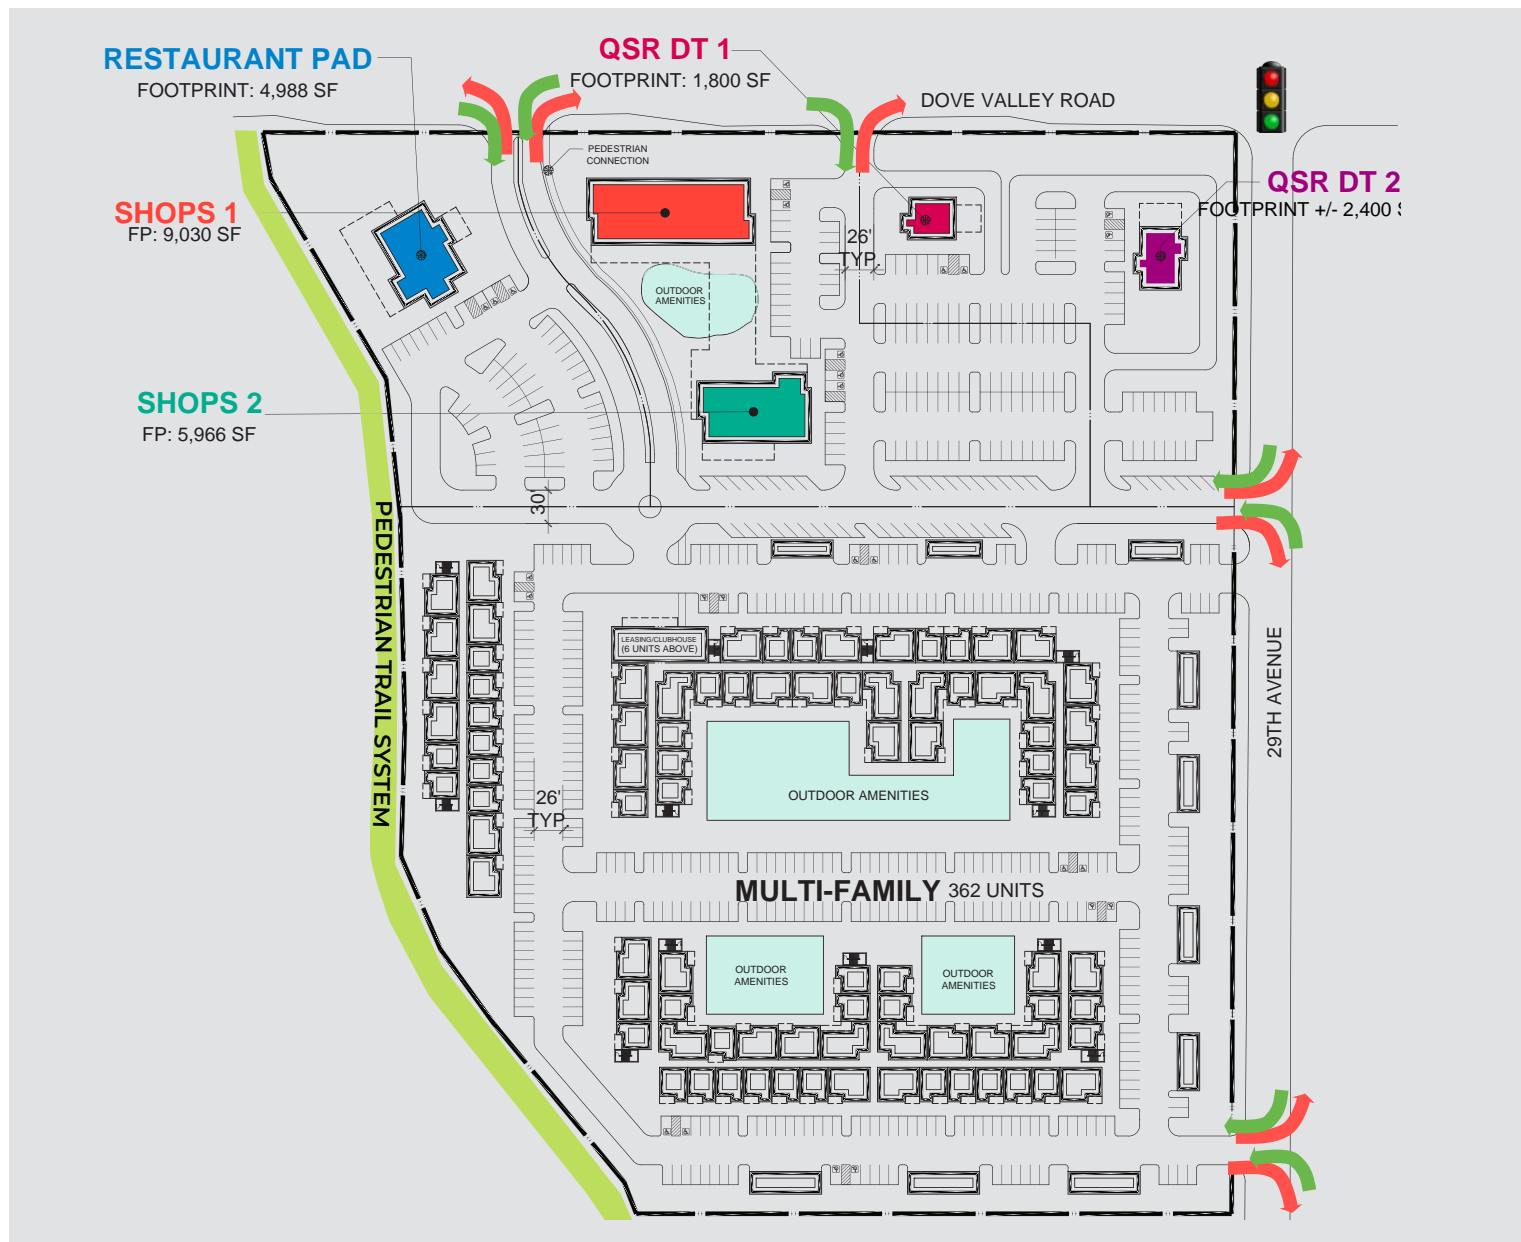 RESTAURANT PAD
FOOTPRINT: 4,988 SF
QSR DT 1
FOOTPRINT: 1,800 SF
DOVE VALLEY ROAD
PEDESTRIAN
CONNECTION
QSR DT 2
FOOTPRINT +/- 2,400
SHOPS 1
FP: 9,030 SF
26'
TYP.
OUTDOOR
AMENITIES
SHOPS 2
FP: 5,966 SF
30'
PEDESTRIAN TRAIL SYSTEM
LEASING/CLUBHOUSE
(6 UNITS ABOVE)
29TH AVENUE
26'
TYP.
OUTDOOR AMENITIES
MULTI-FAMILY 362 UNITS
OUTDOOR
AMENITIES
OUTDOOR
AMENITIES